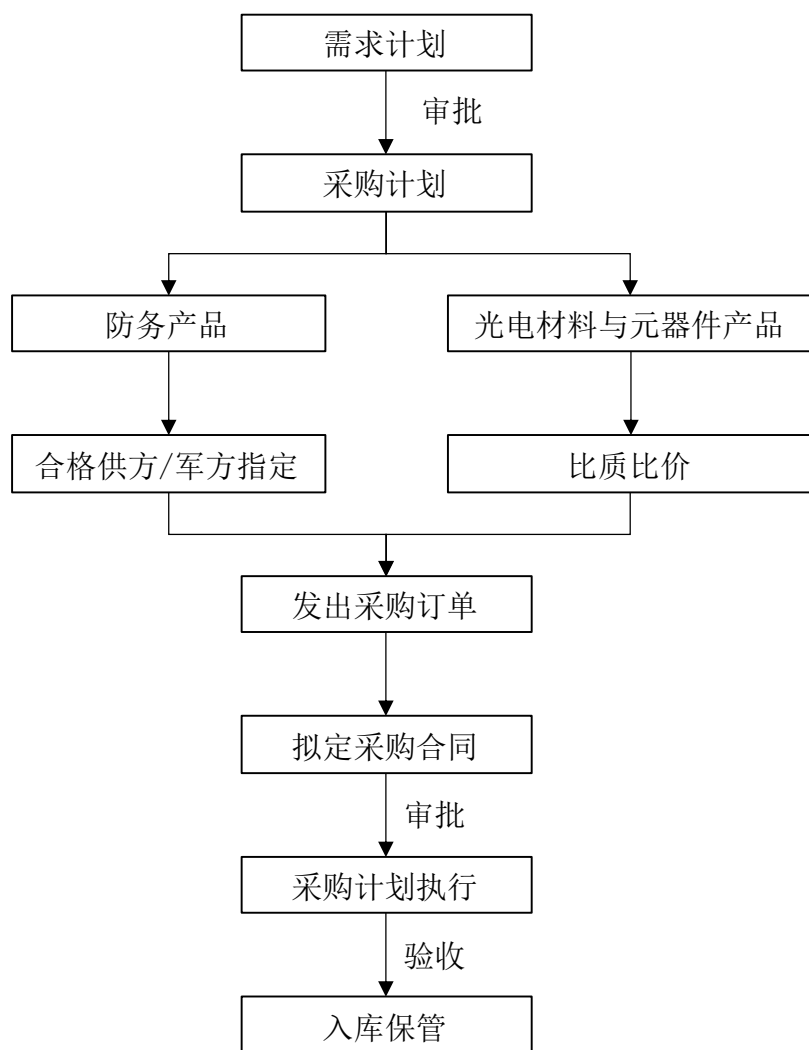 需求计划
审批
采购计划
防务产品
光电材料与元器件产品
合格供方/军方指定
比质比价
发出采购订单
拟定采购合同
审批
采购计划执行
验收
入库保管